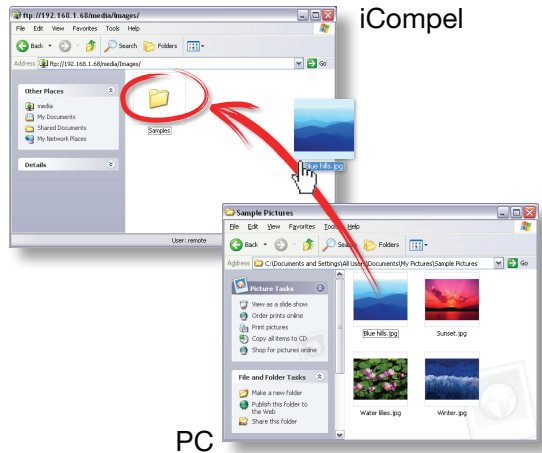 ftp://192.168.1.68/media/Images/
iCompel
File Edit View Favorites Tools Help
Back Search Folders
Address ftp://192.168.1.68/media/Images/ Go
Other Places
media
My Documents
Shared Documents
My Network Places
Details
Samples
Blue hills.jpg
User: remote
Sample Pictures
File Edit View Favorites Tools Help
Back Search Folders
Address C:\Documents and Settings\All Users\Documents\My Pictures\Sample Pictures Go
Picture Tasks
View as a slide show
Order prints online
Print pictures
Copy all items to CD
Shop for pictures online
File and Folder Tasks
Make a new folder
Publish this folder to
the Web
Share this folder
Blue hills.jpg Sunset.jpg
Water lilies.jpg Winter.jpg
PC